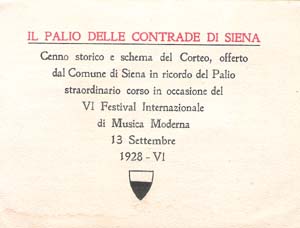 IL PALIO DELLE CONTRADE DI SIENA
Cenno storico e schema del Corteo, offerto
dal Comune di Siena in ricordo del Palio
straordinario corso in occasione del
VI Festival Internazionale
di Musica Moderna
13 Settembre
1928 - VI